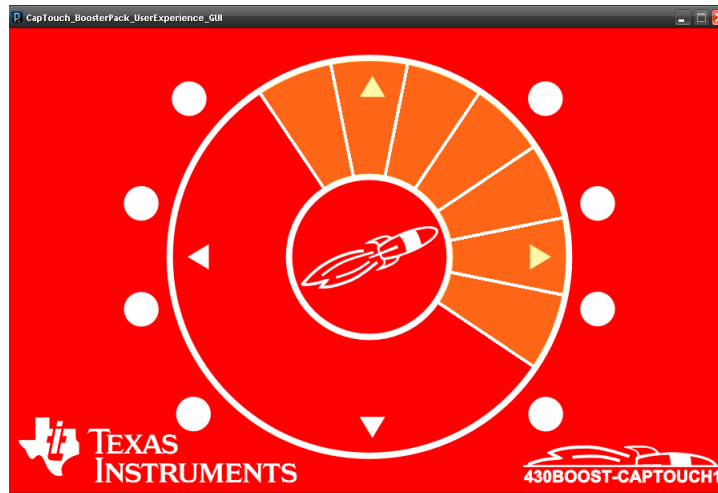 CapTouch_BoosterPack_UserExperience_GUI
TEXAS
INSTRUMENTS
430BOOST-CAPTOUCH1